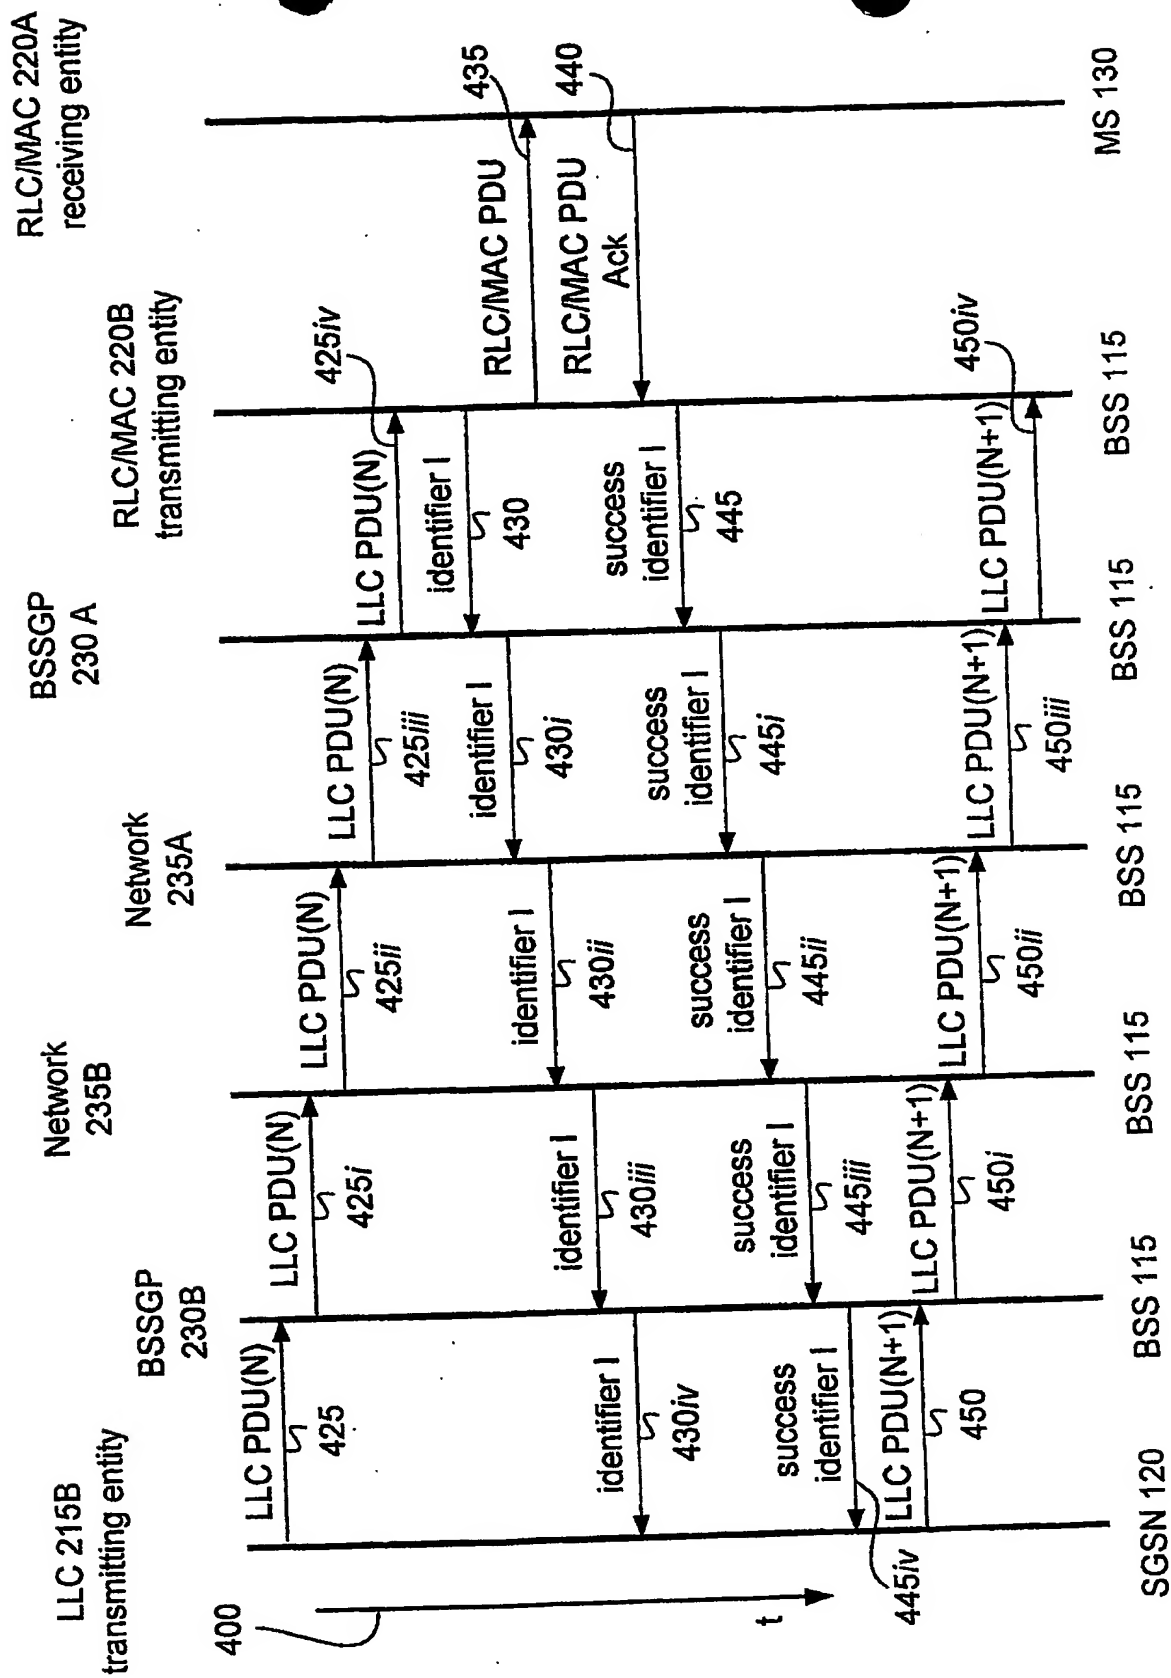 RLC/MAC 220A
receiving entity
RLC/MAC 220B
transmitting entity
BSSGP
230 A
Network
235A
Network
235B
BSSGP
230B
LLC 215B
transmitting entity
400
t
LLC PDU(N)
425
LLC PDU(N)
425i
LLC PDU(N)
425ii
LLC PDU(N)
425iii
LLC PDU(N)
425iv
identifier I
430
identifier I
430i
identifier I
430ii
identifier I
430iii
identifier I
430iv
RLC/MAC PDU
435
RLC/MAC PDU
Ack
440
success
identifier I
445
success
identifier I
445i
success
identifier I
445ii
success
identifier I
445iii
success
identifier I
445iv
LLC PDU(N+1)
450
LLC PDU(N+1)
450i
LLC PDU(N+1)
450ii
LLC PDU(N+1)
450iii
LLC PDU(N+1)
450iv
SGSN 120
BSS 115
BSS 115
BSS 115
BSS 115
BSS 115
MS 130